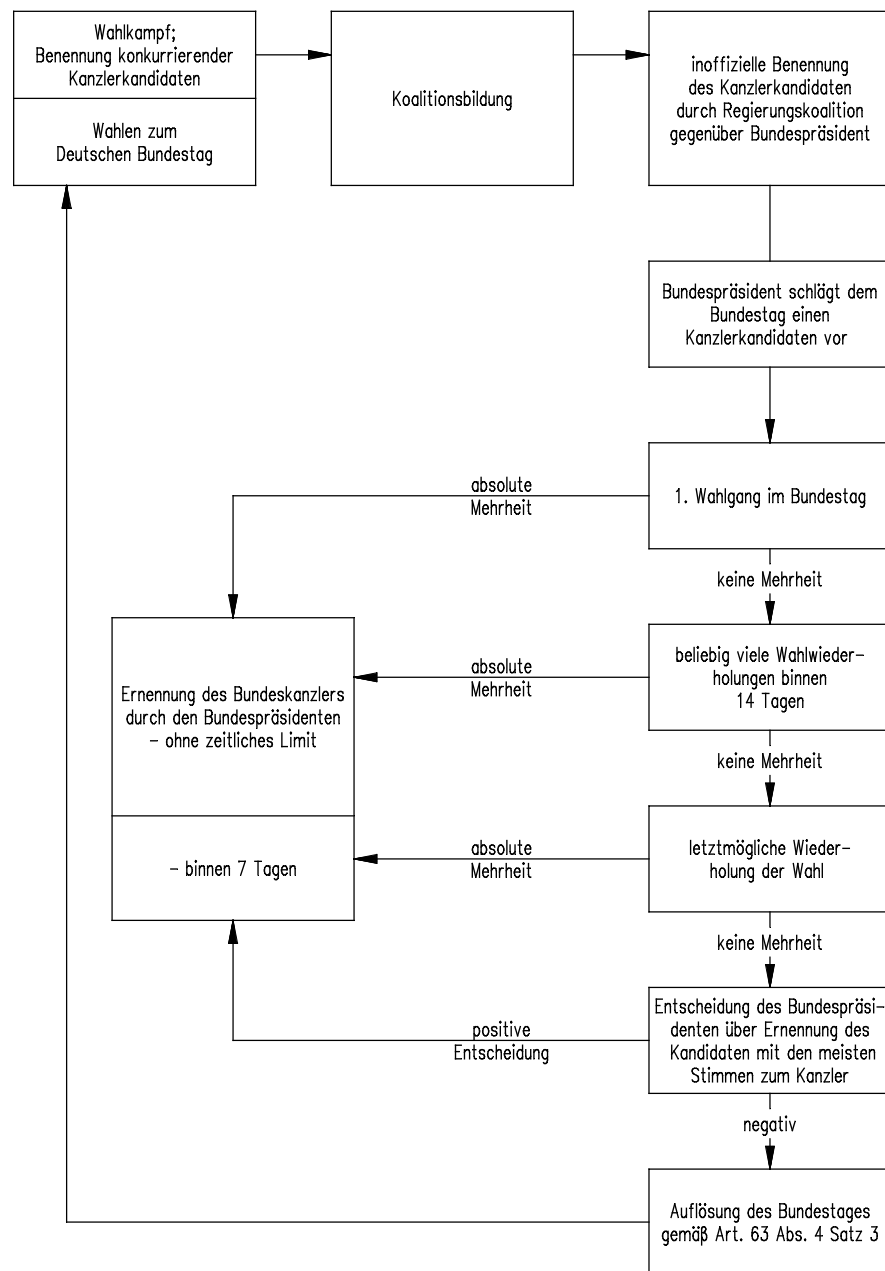 Wahlkampf;
Benennung konkurrierender
Kanzlerkandidaten
Wahlen zum
Deutschen Bundestag
Koalitionsbildung
inoffizielle Benennung
des Kanzlerkandidaten
durch Regierungskoalition
gegenüber Bundespräsident
Bundespräsident schlägt dem
Bundestag einen
Kanzlerkandidaten vor
1. Wahlgang im Bundestag
absolute
Mehrheit
keine Mehrheit
beliebig viele Wahlwieder-
holungen binnen
14 Tagen
absolute
Mehrheit
Ernennung des Bundeskanzlers
durch den Bundespräsidenten
- ohne zeitliches Limit
keine Mehrheit
letztmögliche Wieder-
holung der Wahl
absolute
Mehrheit
- binnen 7 Tagen
keine Mehrheit
Entscheidung des Bundespräsi-
denten über Ernennung des
Kandidaten mit den meisten
Stimmen zum Kanzler
positive
Entscheidung
negativ
Auflösung des Bundestages
gemäß Art. 63 Abs. 4 Satz 3